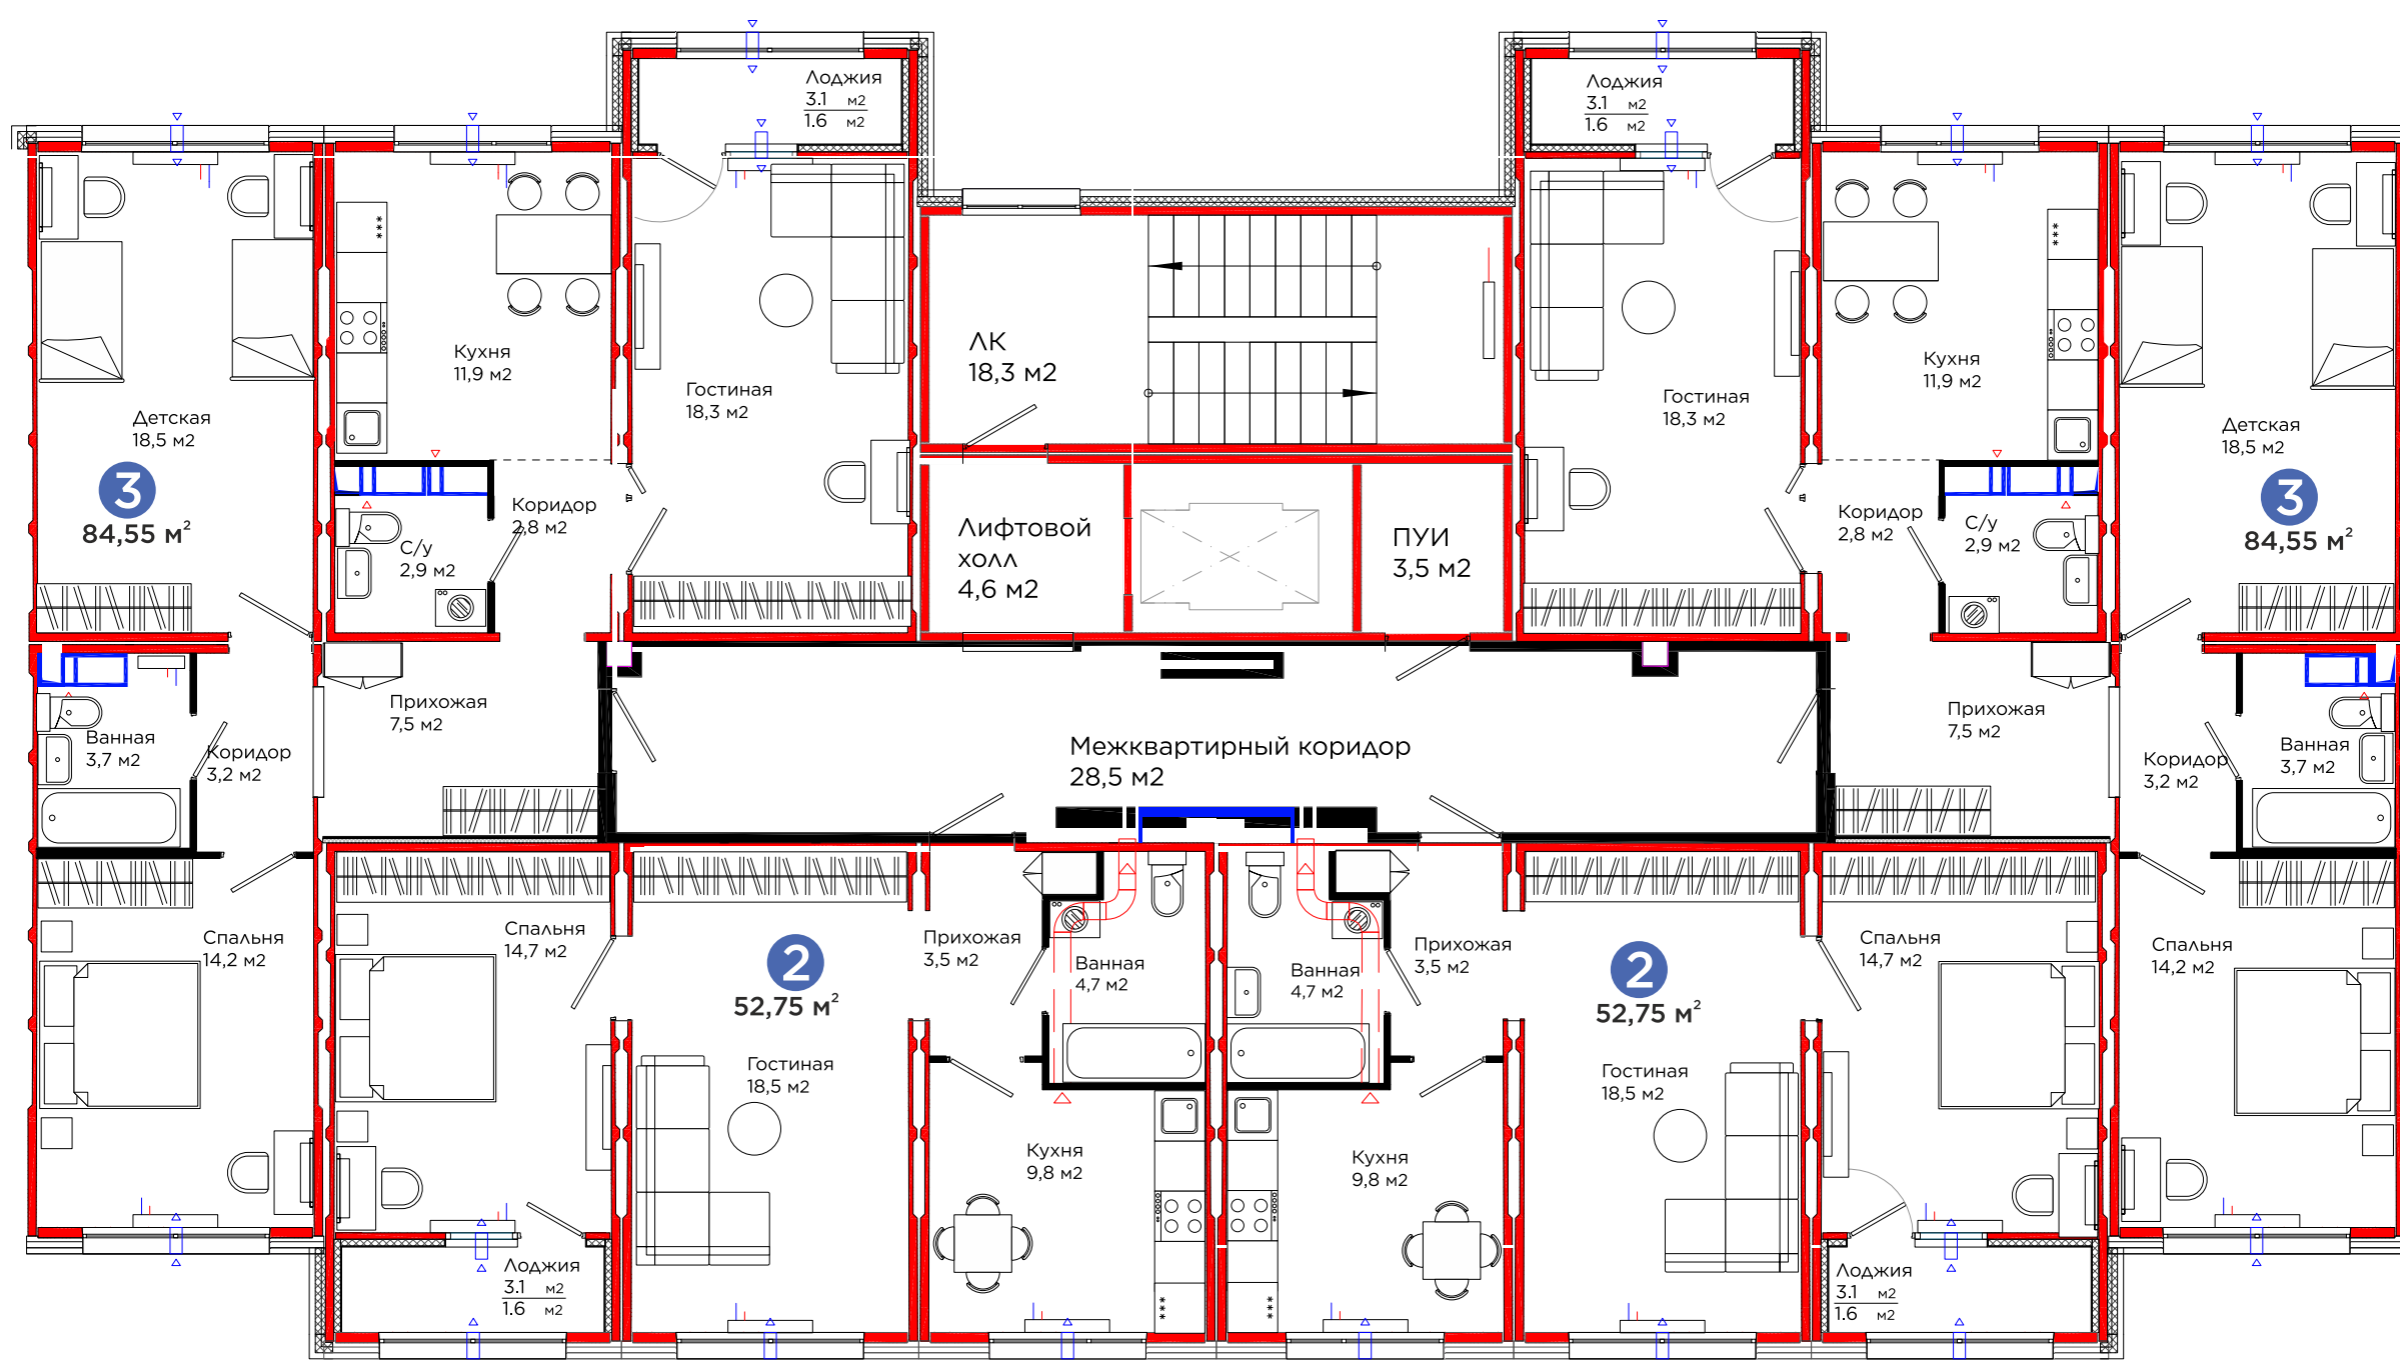 Лоджия
3.1 м2
1.6 м2
Лоджия
3.1 м2
1.6 м2
Детская
18,5 м2
3
84,55 м²
Кухня
11,9 м2
Гостиная
18,3 м2
Коридор
2,8 м2
С/у
2,9 м2
ЛК
18,3 м2
Лифтовой
холл
4,6 м2
ПУИ
3,5 м2
Гостиная
18,3 м2
Кухня
11,9 м2
Коридор
2,8 м2
С/у
2,9 м2
Детская
18,5 м2
3
84,55 м²
Ванная
3,7 м2
Коридор
3,2 м2
Прихожая
7,5 м2
Межквартирный коридор
28,5 м2
Прихожая
7,5 м2
Коридор
3,2 м2
Ванная
3,7 м2
Спальня
14,2 м2
Спальня
14,7 м2
2
52,75 м²
Гостиная
18,5 м2
Прихожая
3,5 м2
Ванная
4,7 м2
Кухня
9,8 м2
Ванная
4,7 м2
Прихожая
3,5 м2
Кухня
9,8 м2
2
52,75 м²
Гостиная
18,5 м2
Спальня
14,7 м2
Спальня
14,2 м2
Лоджия
3.1 м2
1.6 м2
Лоджия
3.1 м2
1.6 м2